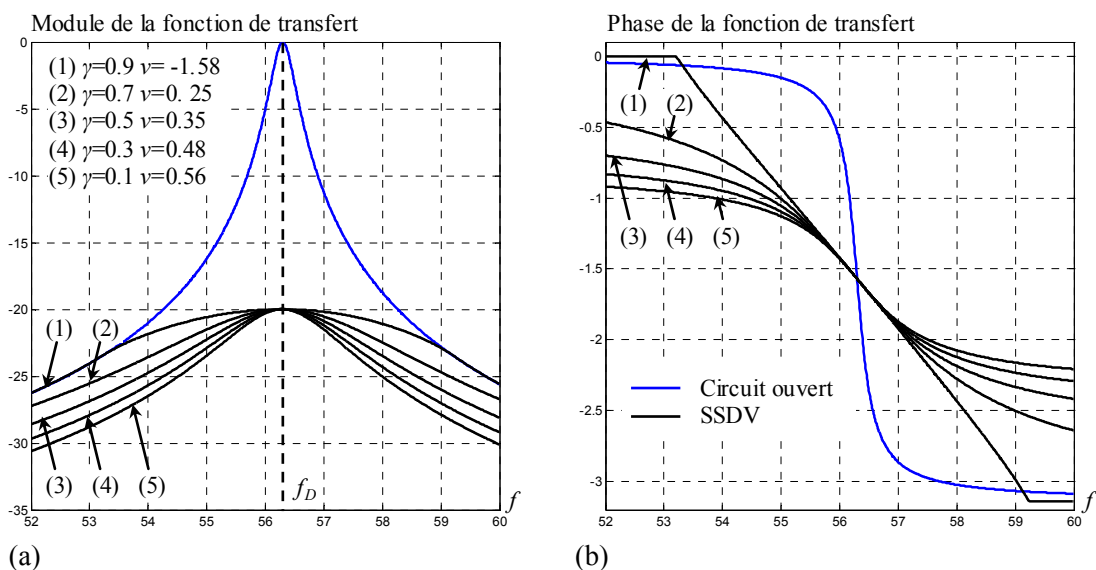 Module de la fonction de transfert
0
-5
-10
-15
-20
-25
-30
-35
(1) γ=0.9 ν= -1.58
(2) γ=0.7 ν=0. 25
(3) γ=0.5 ν=0.35
(4) γ=0.3 ν=0.48
(5) γ=0.1 ν=0.56
(1)
(2)
(3)
(4)
(5)
f_D
f
52 53 54 55 56 57 58 59 60
(a)
Phase de la fonction de transfert
0
-0.5
-1
-1.5
-2
-2.5
-3
(1)
(2)
(3)
(4)
(5)
Circuit ouvert
SSDV
f
52 53 54 55 56 57 58 59 60
(b)